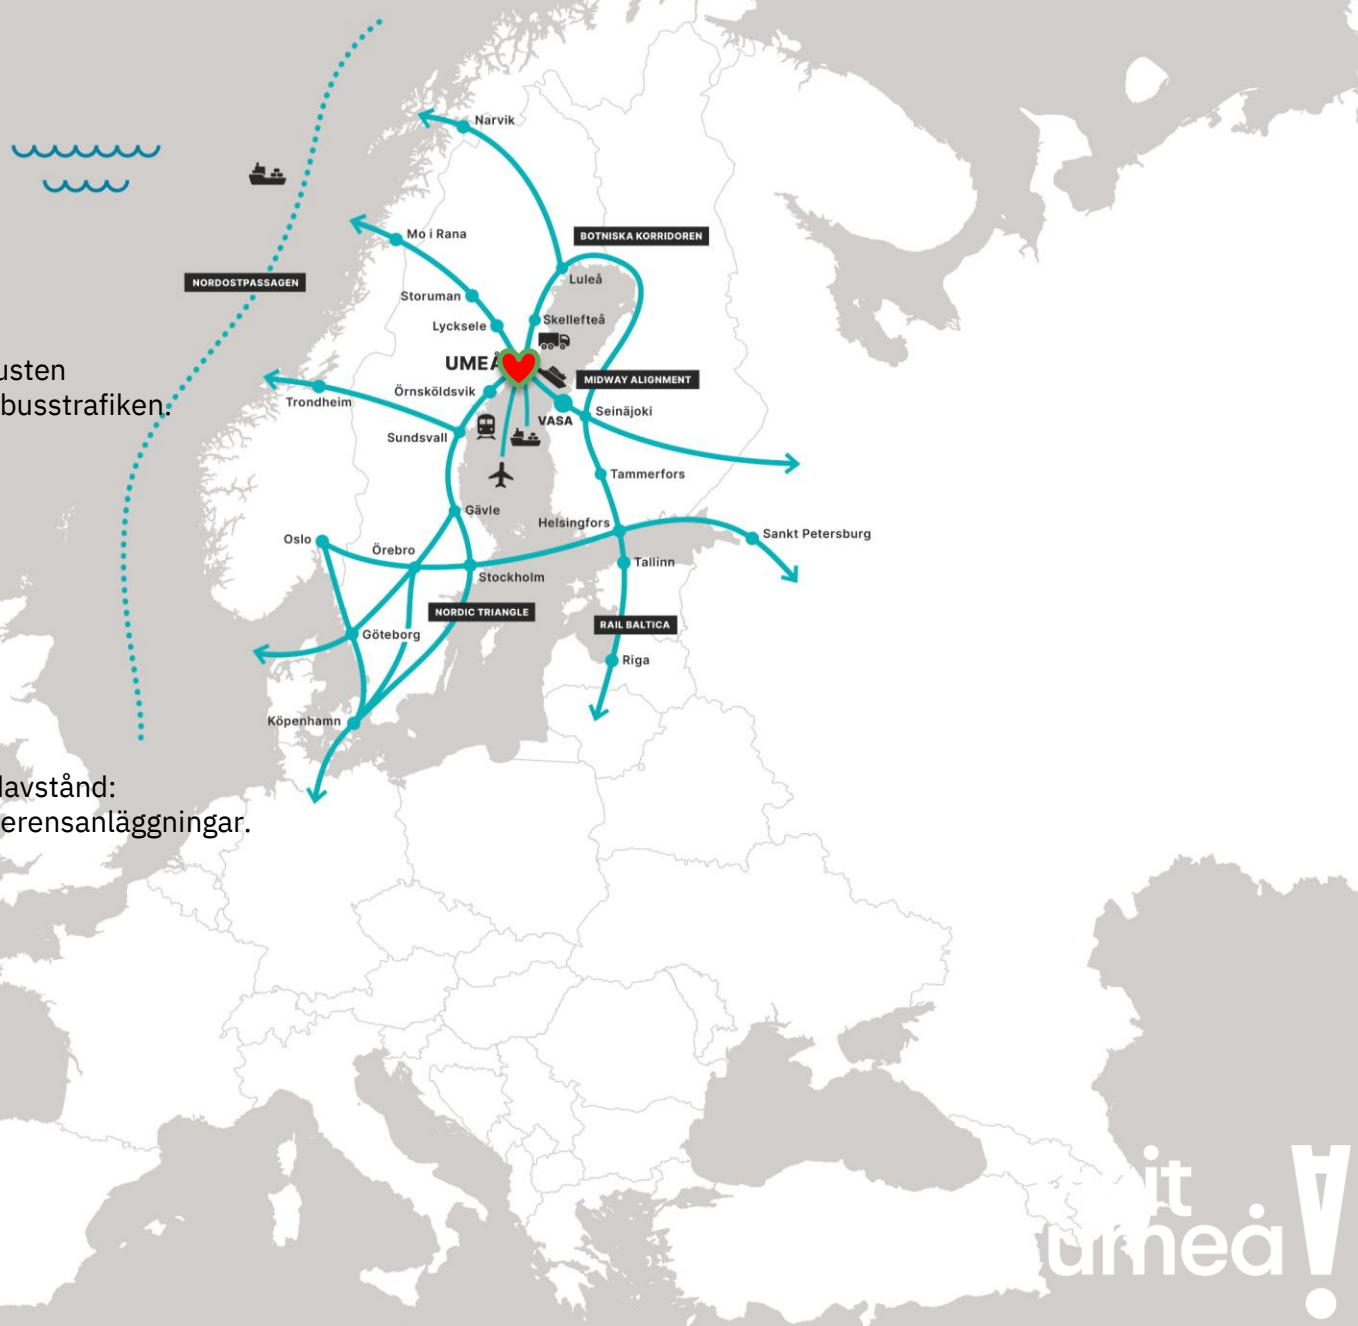 Narvik
Mo i Rana
BOTNISKA KORRIDOREN
NORDOSTPASSAGEN
Luleå
Storuman
Skellefteå
Lycksele
UMEÅ
usten
MIDWAY ALIGNMENT
Örnsköldsvik
busstrafiken.
Trondheim
Seinäjoki
VASA
Sundsvall
Tammerfors
Gävle
Helsingfors
Sankt Petersburg
Oslo
Örebro
Tallinn
Stockholm
NORDIC TRIANGLE
RAIL BALTICA
Göteborg
Riga
Köpenhamn
lavstånd:
erensanläggningar.
umeå